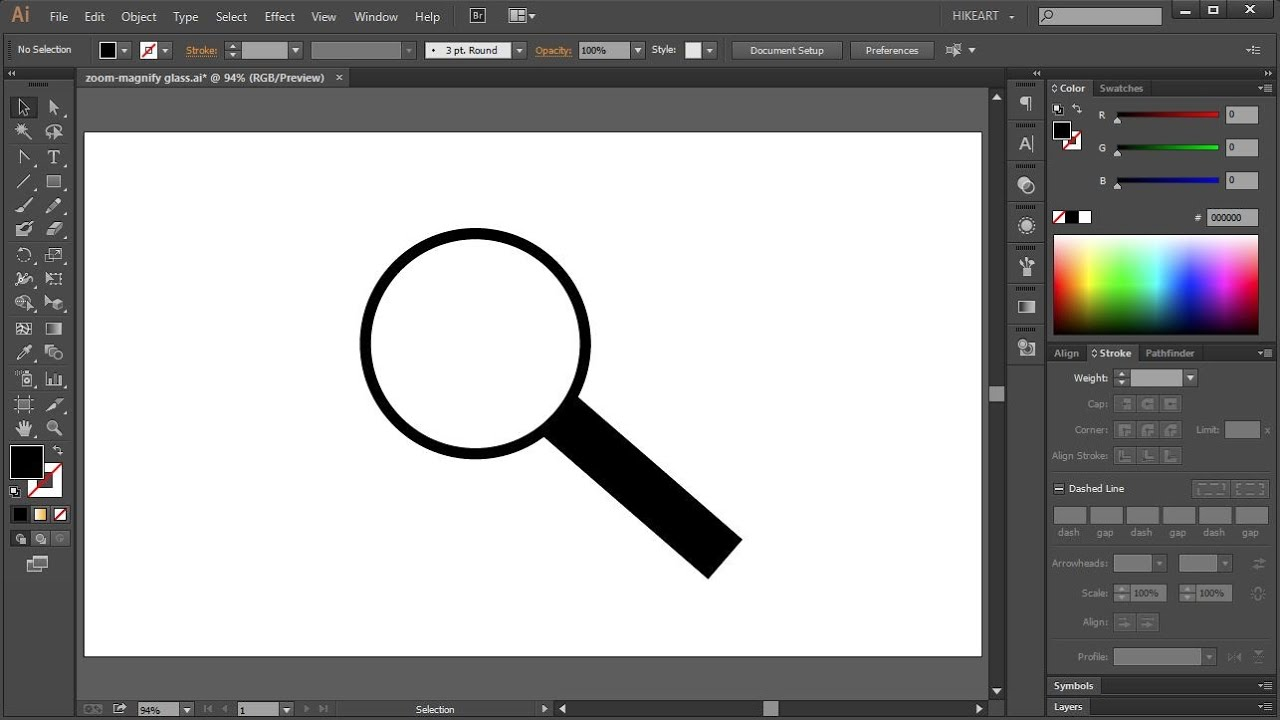 Ai File Edit Object Type Select Effect View Window Help Br HIKEART
No Selection Stroke: 3 pt. Round Opacity: 100% Style: Document Setup Preferences
zoom-magnify glass.ai* @ 94% (RGB/Preview) ×
Color Swatches
R 0
G 0
B 0
# 000000
Align Stroke Pathfinder
Weight:
Cap:
Corner: Limit: x
Align Stroke:
Dashed Line
dash gap dash gap dash gap
Arrowheads:
Scale: 100% 100%
Align:
Profile:
Symbols
Layers
94% 1 Selection